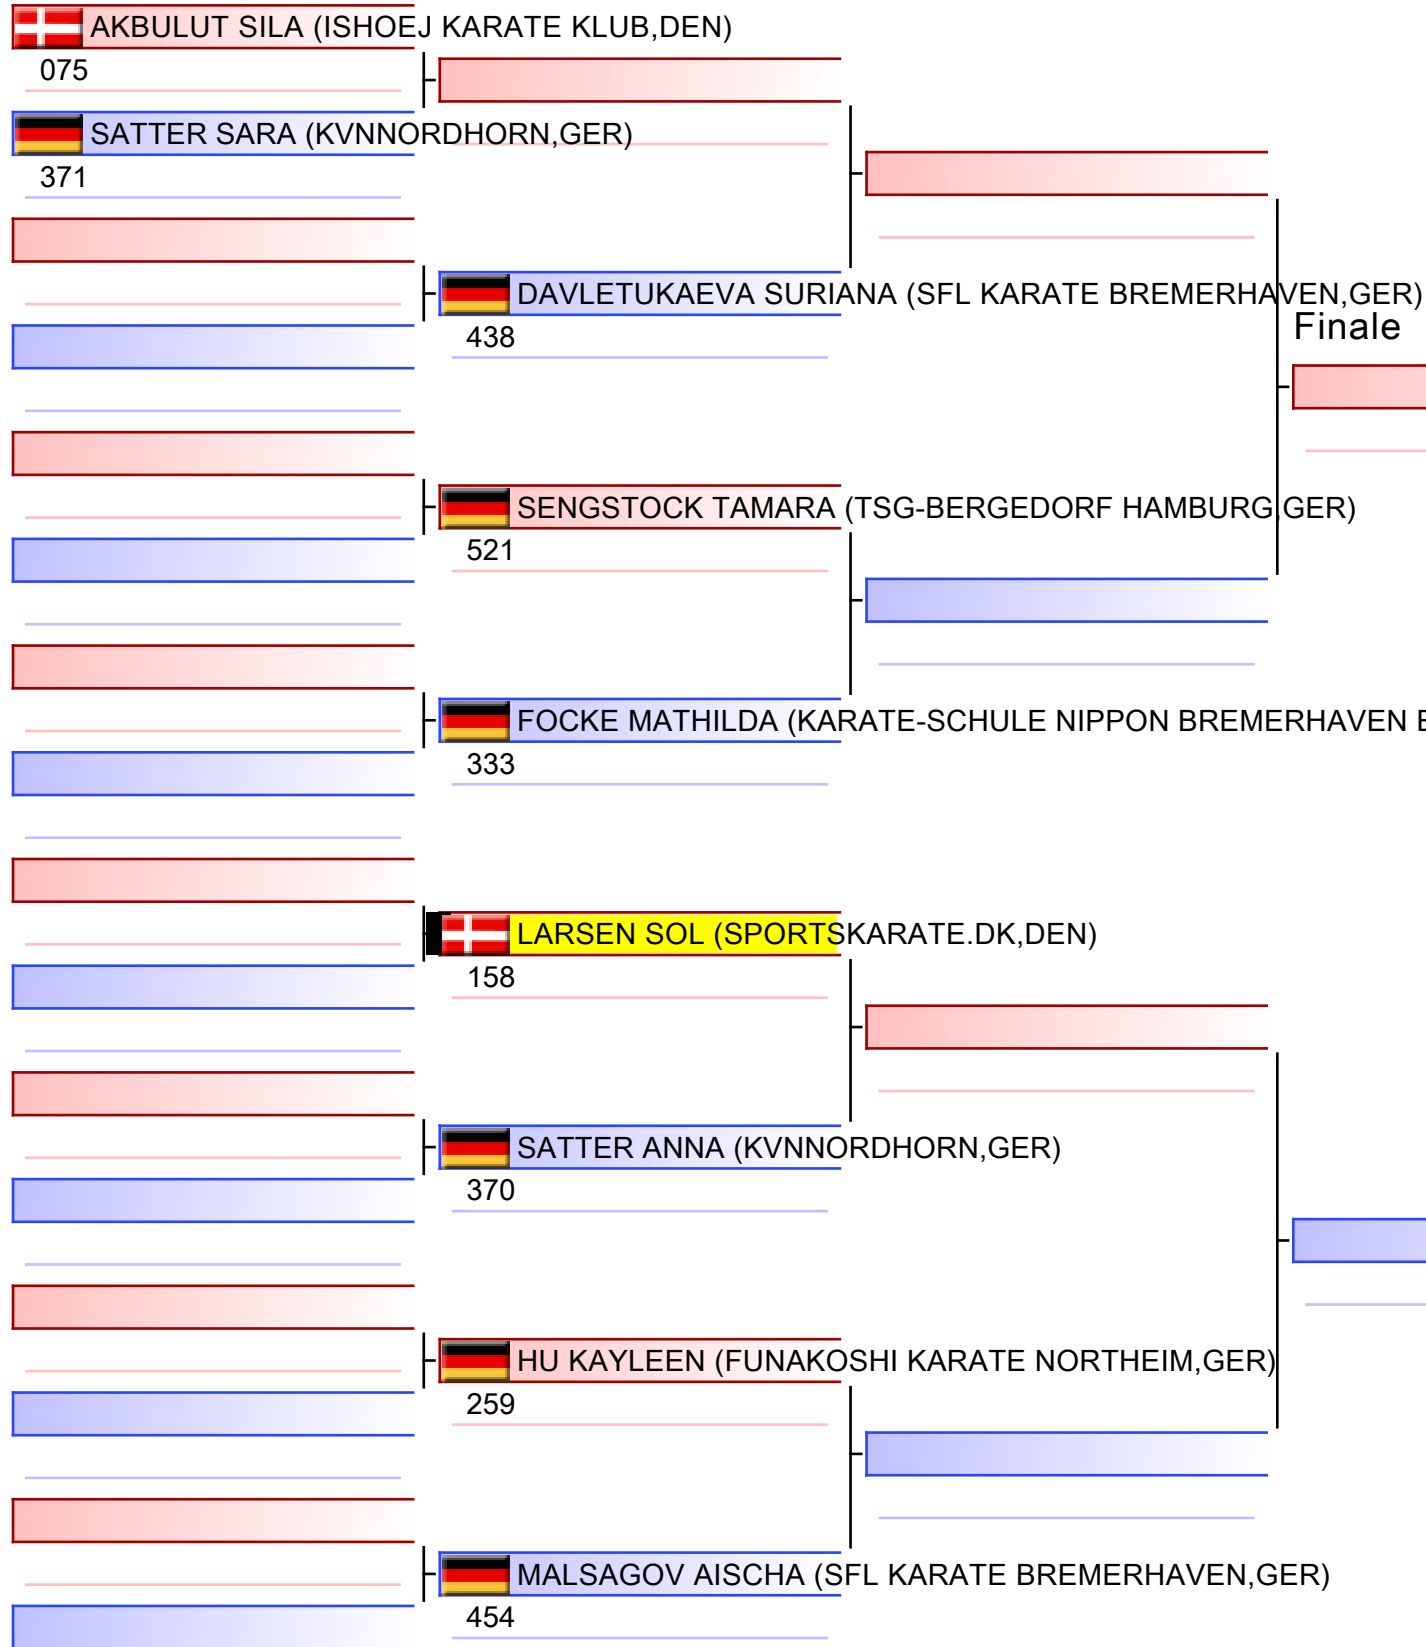 AKBULUT SILA (ISHOEJ KARATE KLUB,DEN)
075
SATTER SARA (KVNNORDHORN,GER)
371
DAVLETUKAEVA SURIANA (SFL KARATE BREMERHAVEN,GER)
438
Finale
SENGSTOCK TAMARA (TSG-BERGEDORF HAMBURG,GER)
521
FOCKE MATHILDA (KARATE-SCHULE NIPPON BREMERHAVEN
333
LARSEN SOL (SPORTSKARATE.DK,DEN)
158
SATTER ANNA (KVNNORDHORN,GER)
370
HU KAYLEEN (FUNAKOSHI KARATE NORTHEIM,GER)
259
MALSAGOV AISCHA (SFL KARATE BREMERHAVEN,GER)
454